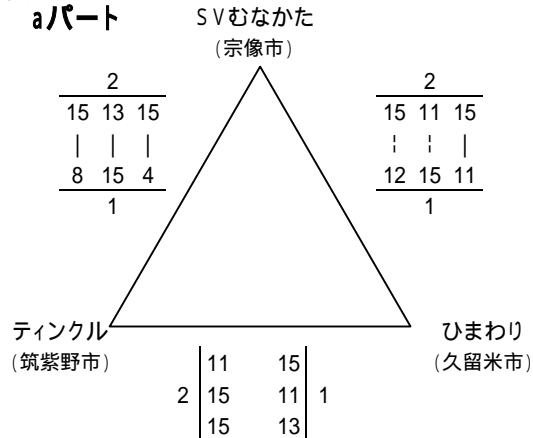 aパート
SVむなかた
(宗像市)
2
15 13 15
| | |
8 15 4
1
2
15 11 15
¦ ¦ |
12 15 11
1
ティンクル
(筑紫野市)
ひまわり
(久留米市)
11 15
2 15 11 1
15 13